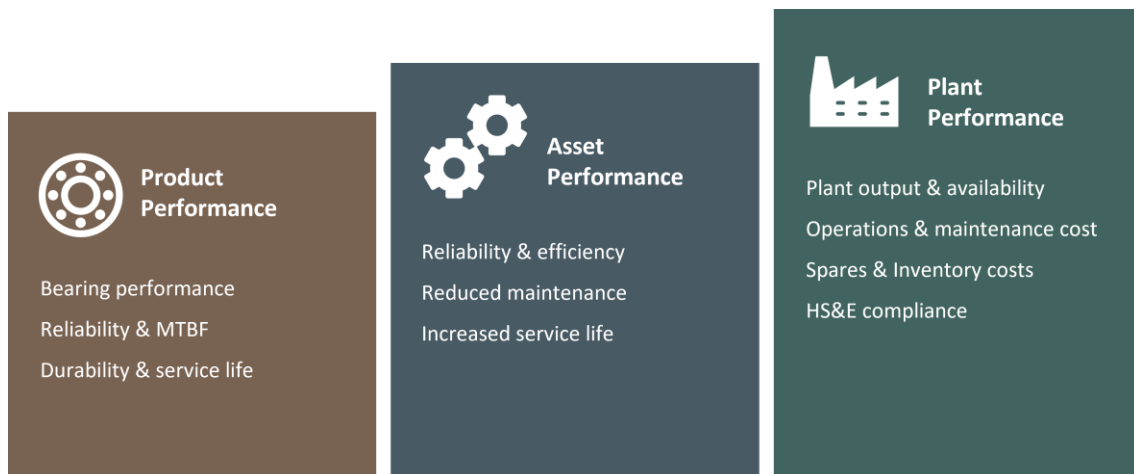 Product
Performance
Bearing performance
Reliability & MTBF
Durability & service life
Asset
Performance
Reliability & efficiency
Reduced maintenance
Increased service life
Plant
Performance
Plant output & availability
Operations & maintenance cost
Spares & Inventory costs
HS&E compliance